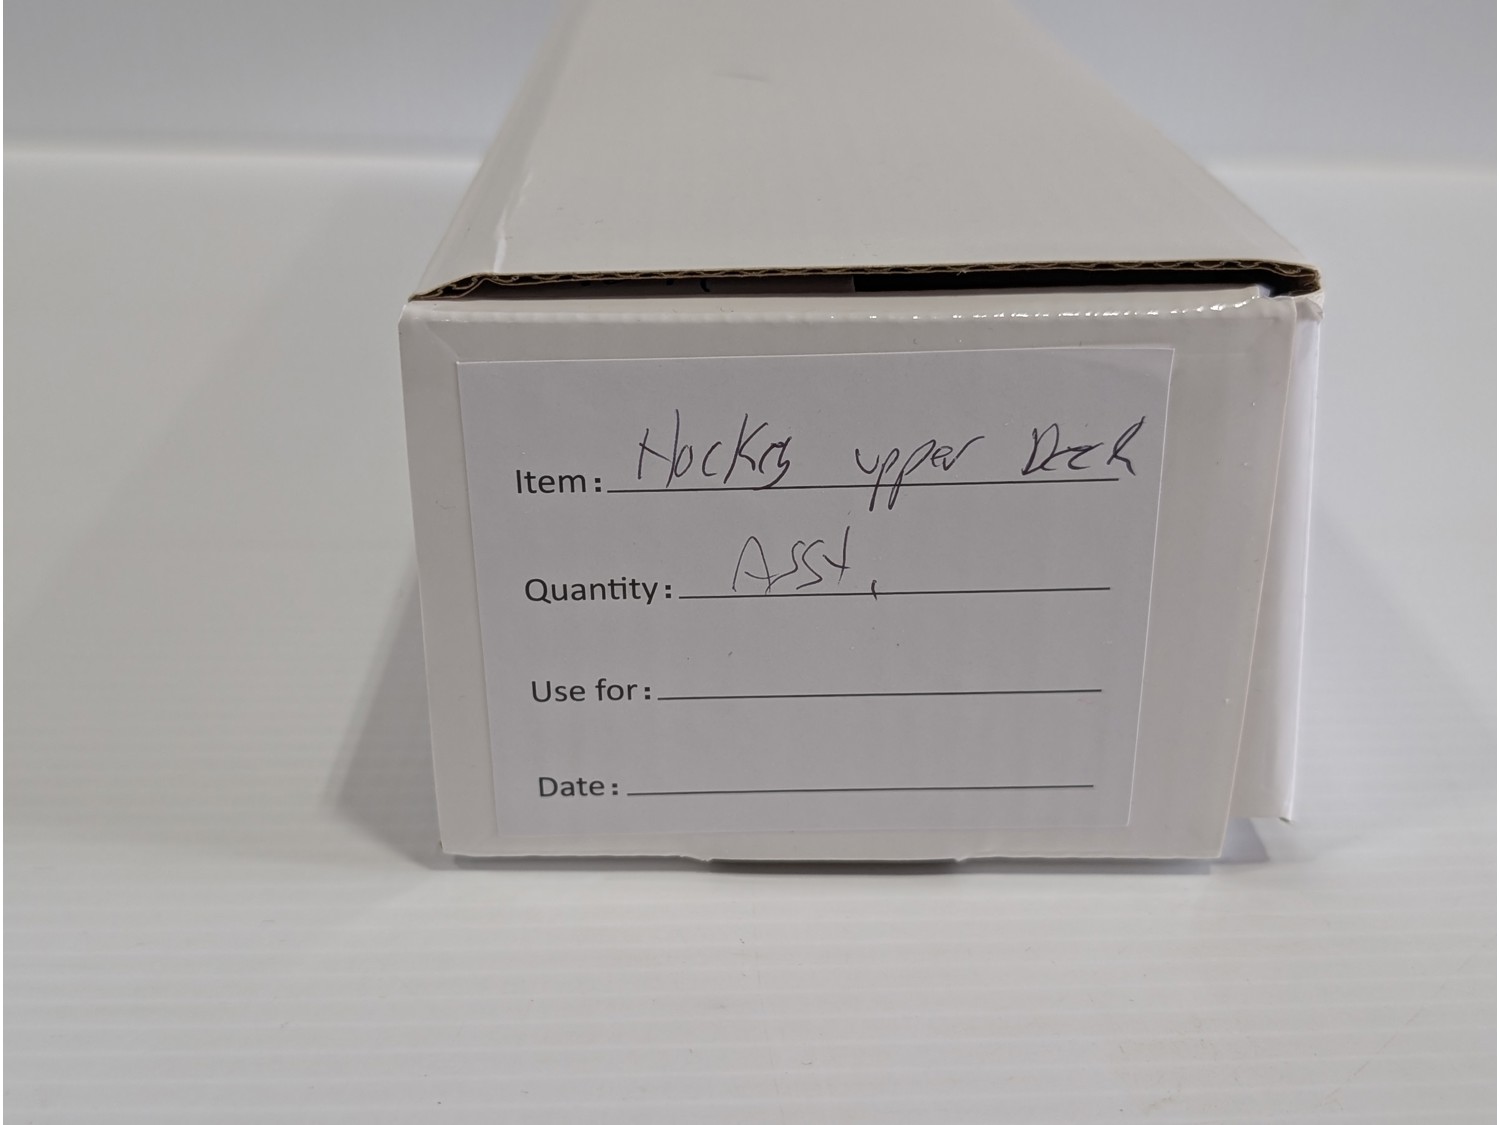 Item: Hockey upper Deck
Quantity: Asst.
Use for:
Date: